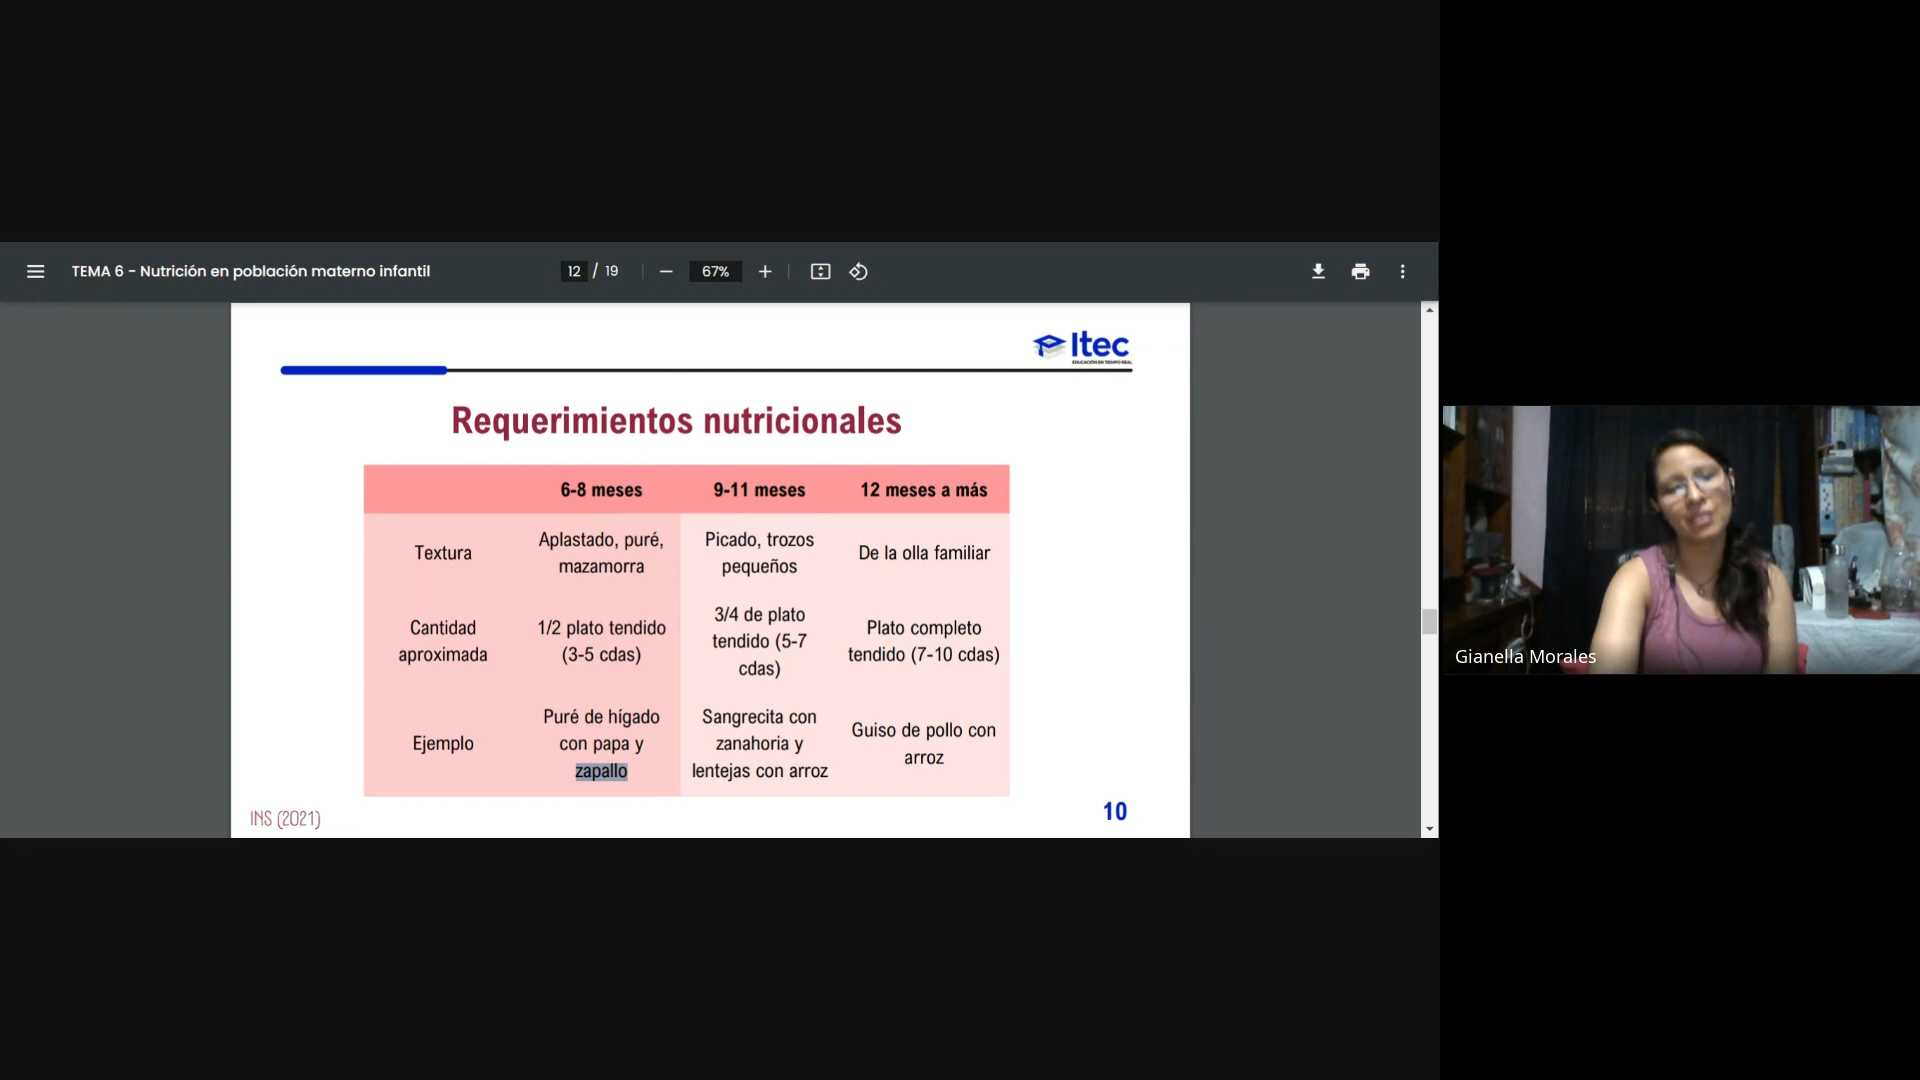 TEMA 6 - Nutrición en población materno infantil
12 / 19
67%
Itec
EDUCACIÓN EN TIEMPO REAL
Requerimientos nutricionales
6-8 meses
9-11 meses
12 meses a más
Textura
Aplastado, puré,
mazamorra
Picado, trozos
pequeños
De la olla familiar
Cantidad
aproximada
1/2 plato tendido
(3-5 cdas)
3/4 de plato
tendido (5-7
cdas)
Plato completo
tendido (7-10 cdas)
Ejemplo
Puré de hígado
con papa y
zapallo
Sangrecita con
zanahoria y
lentejas con arroz
Guiso de pollo con
arroz
INS (2021)
10
Gianella Morales